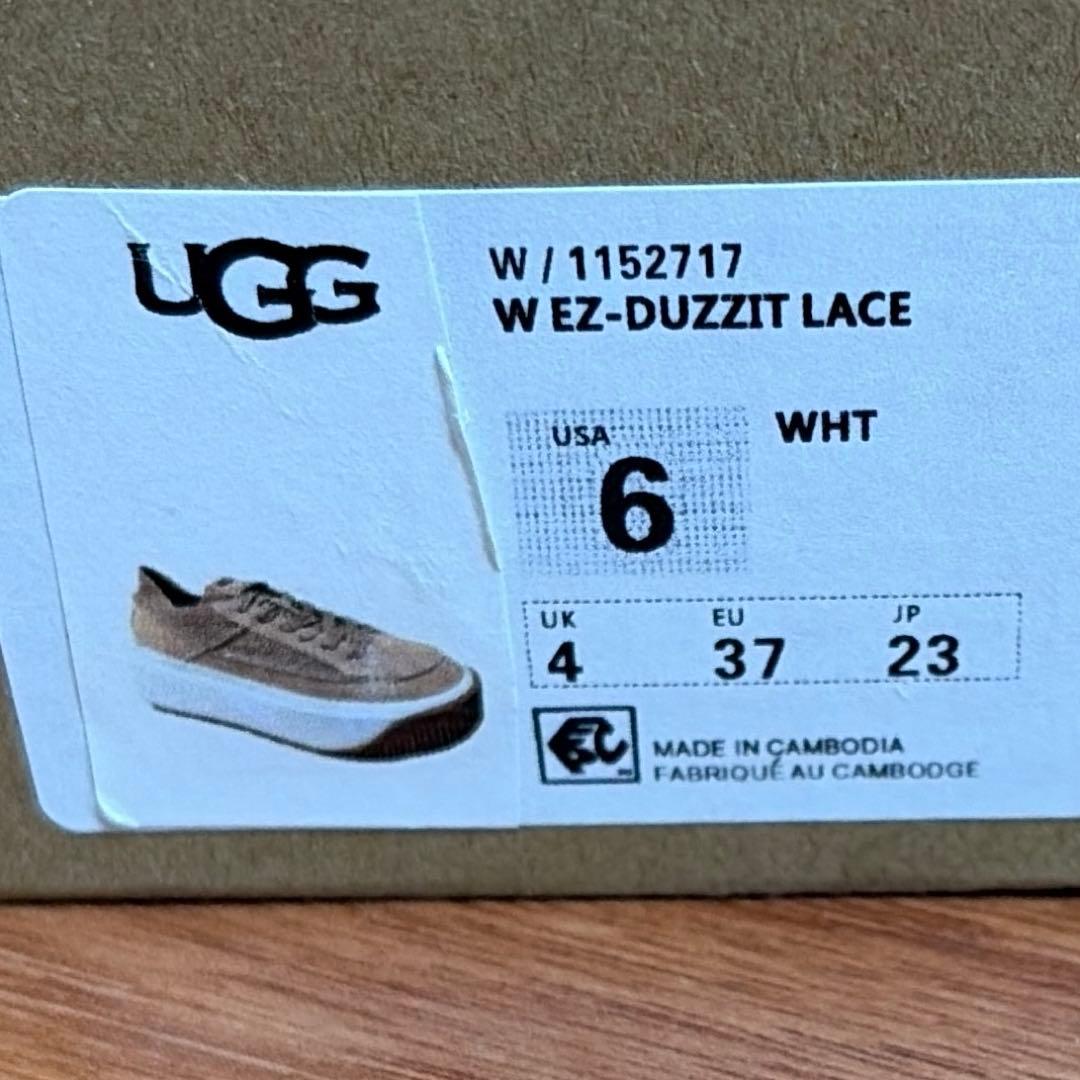 UGG
W / 1152717
W EZ-DUZZIT LACE
USA
6
WHT
UK EU JP
4 37 23
MADE IN CAMBODIA
FABRIQUÉ AU CAMBODGE